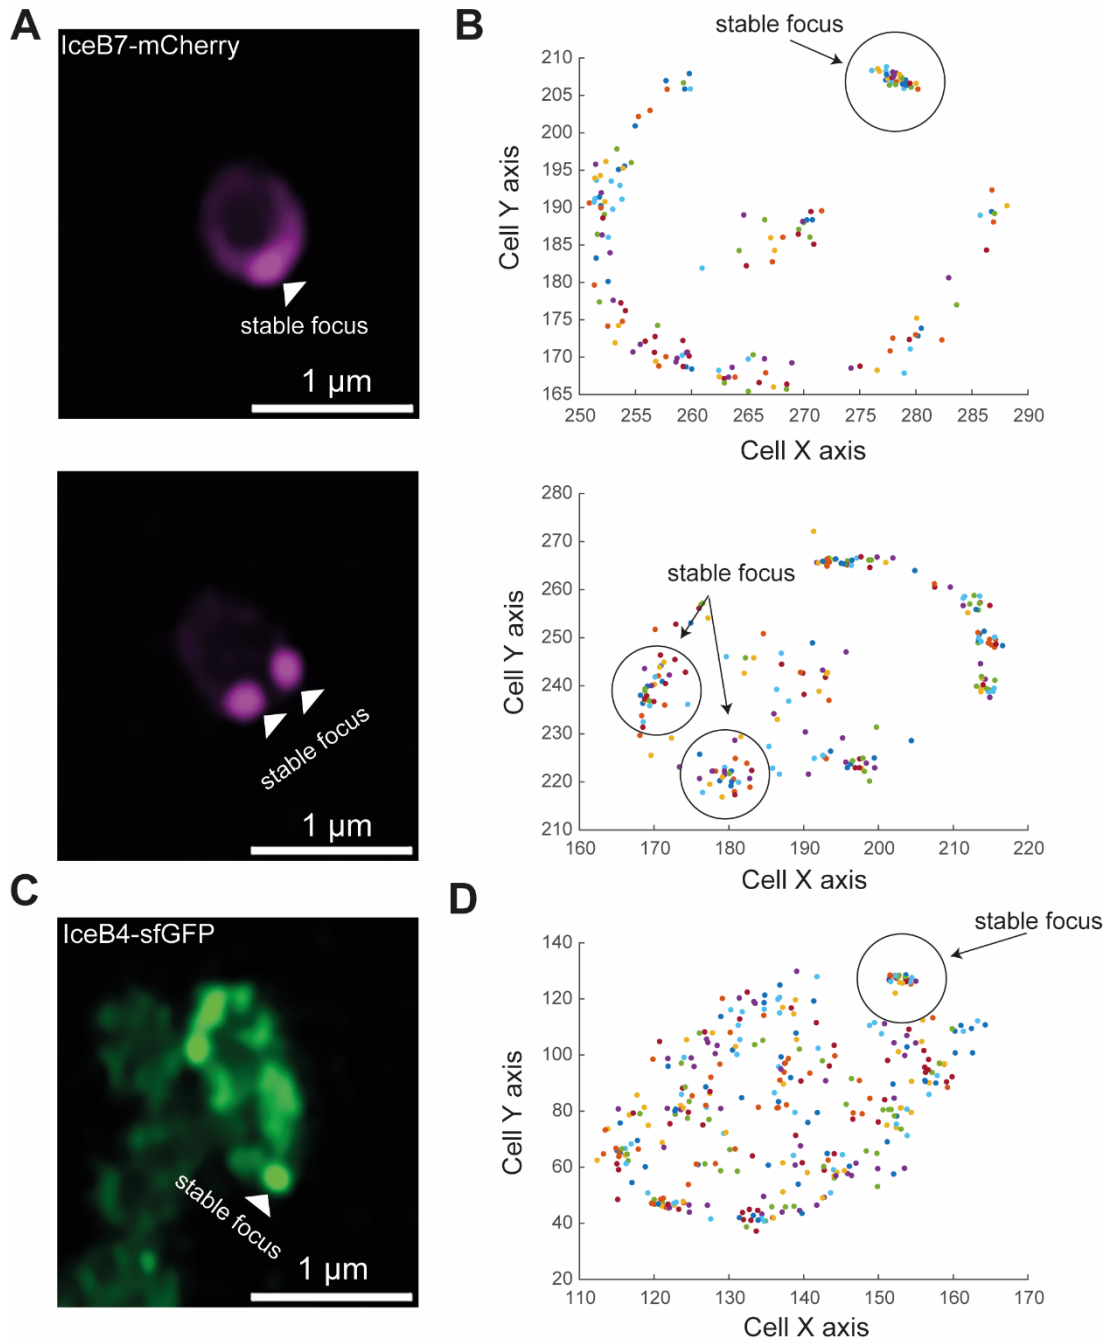 A
IceB7-mCherry
stable focus
1 µm
B
stable focus
210
205
200
195
190
185
180
175
170
165
250 255 260 265 270 275 280 285 290
Cell Y axis
Cell X axis
stable focus
1 µm
stable focus
280
270
260
250
240
230
220
210
160 170 180 190 200 210 220
Cell Y axis
Cell X axis
C
IceB4-sfGFP
stable focus
1 µm
D
stable focus
140
120
100
80
60
40
20
110 120 130 140 150 160 170
Cell Y axis
Cell X axis